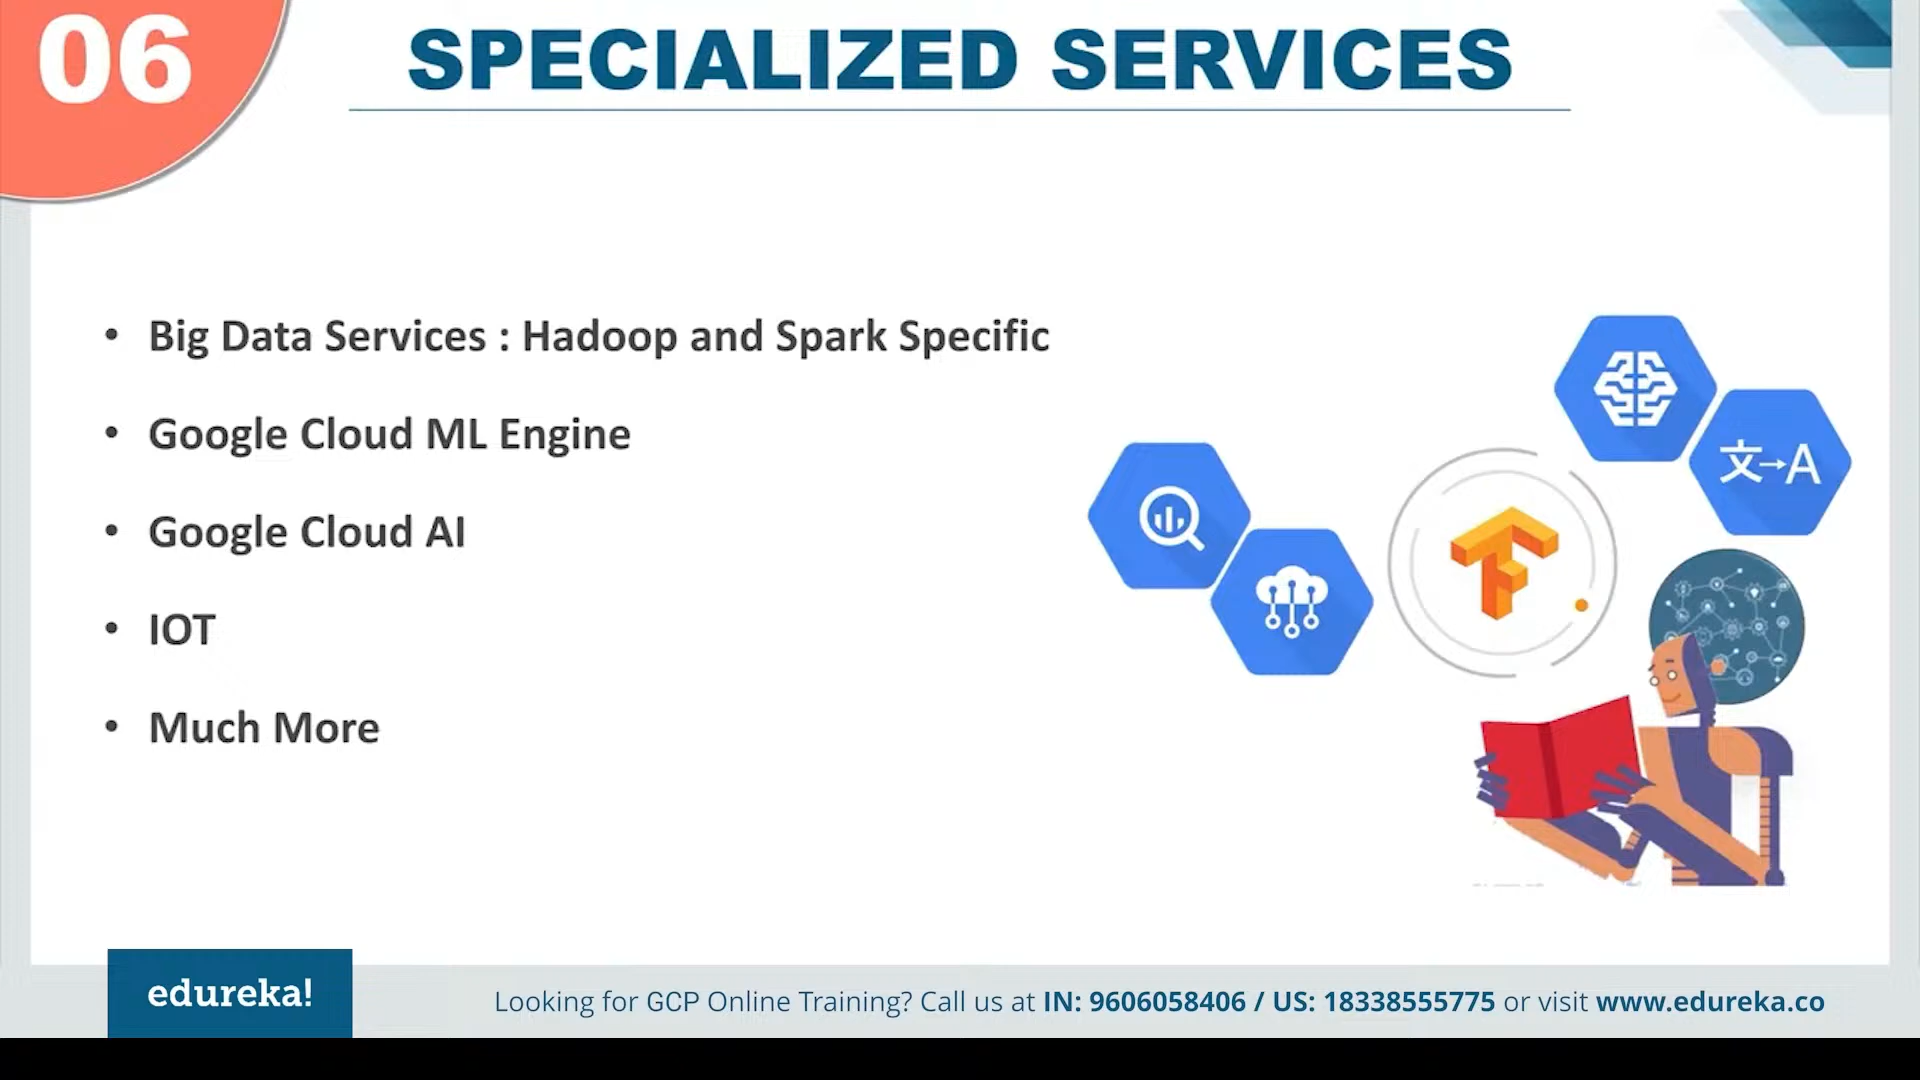 06
SPECIALIZED SERVICES
• Big Data Services : Hadoop and Spark Specific
• Google Cloud ML Engine
• Google Cloud AI
• IOT
• Much More
文→A
edureka!
Looking for GCP Online Training? Call us at IN: 9606058406 / US: 18338555775 or visit www.edureka.co